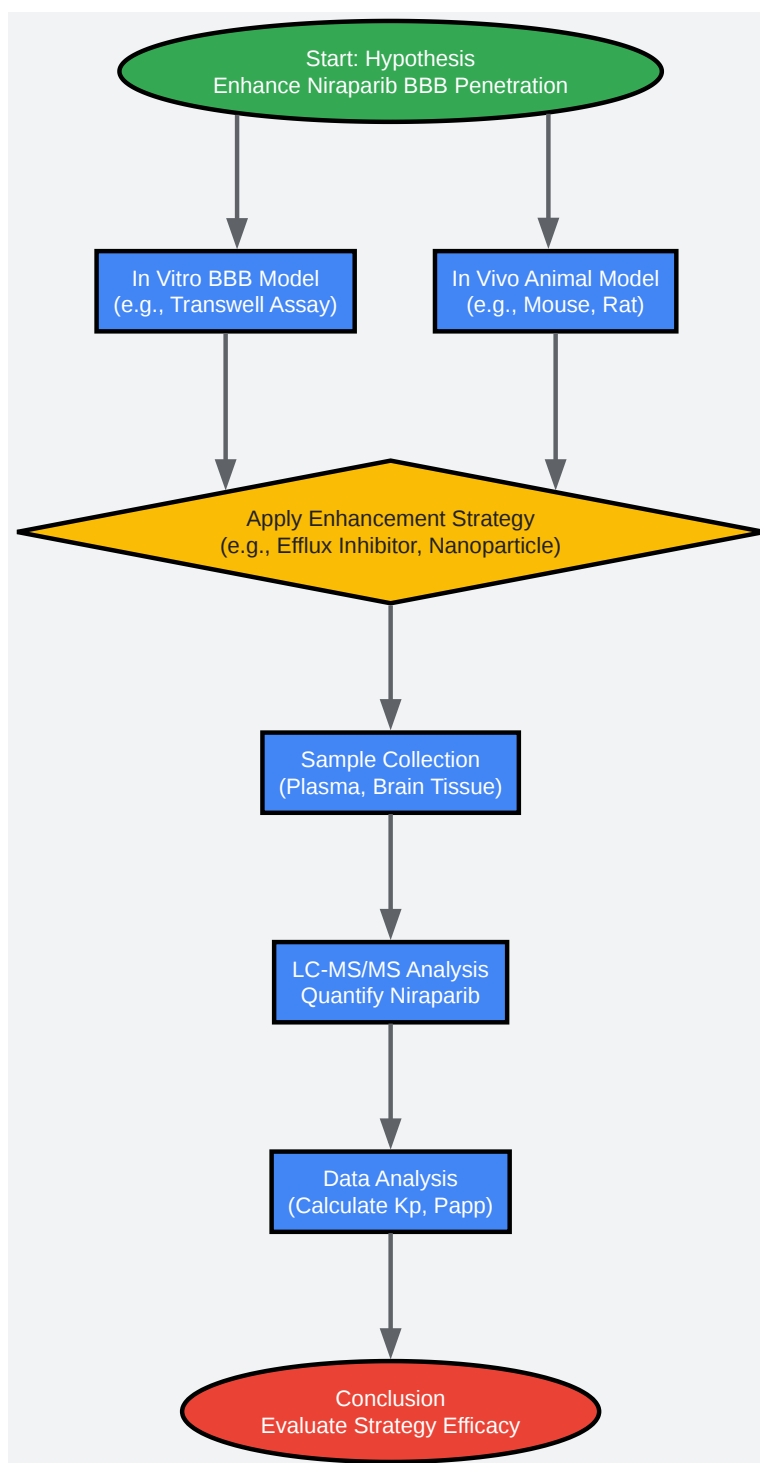 Start: Hypothesis
Enhance Niraparib BBB Penetration
In Vitro BBB Model
(e.g., Transwell Assay)
In Vivo Animal Model
(e.g., Mouse, Rat)
Apply Enhancement Strategy
(e.g., Efflux Inhibitor, Nanoparticle)
Sample Collection
(Plasma, Brain Tissue)
LC-MS/MS Analysis
Quantify Niraparib
Data Analysis
(Calculate Kp, Papp)
Conclusion
Evaluate Strategy Efficacy